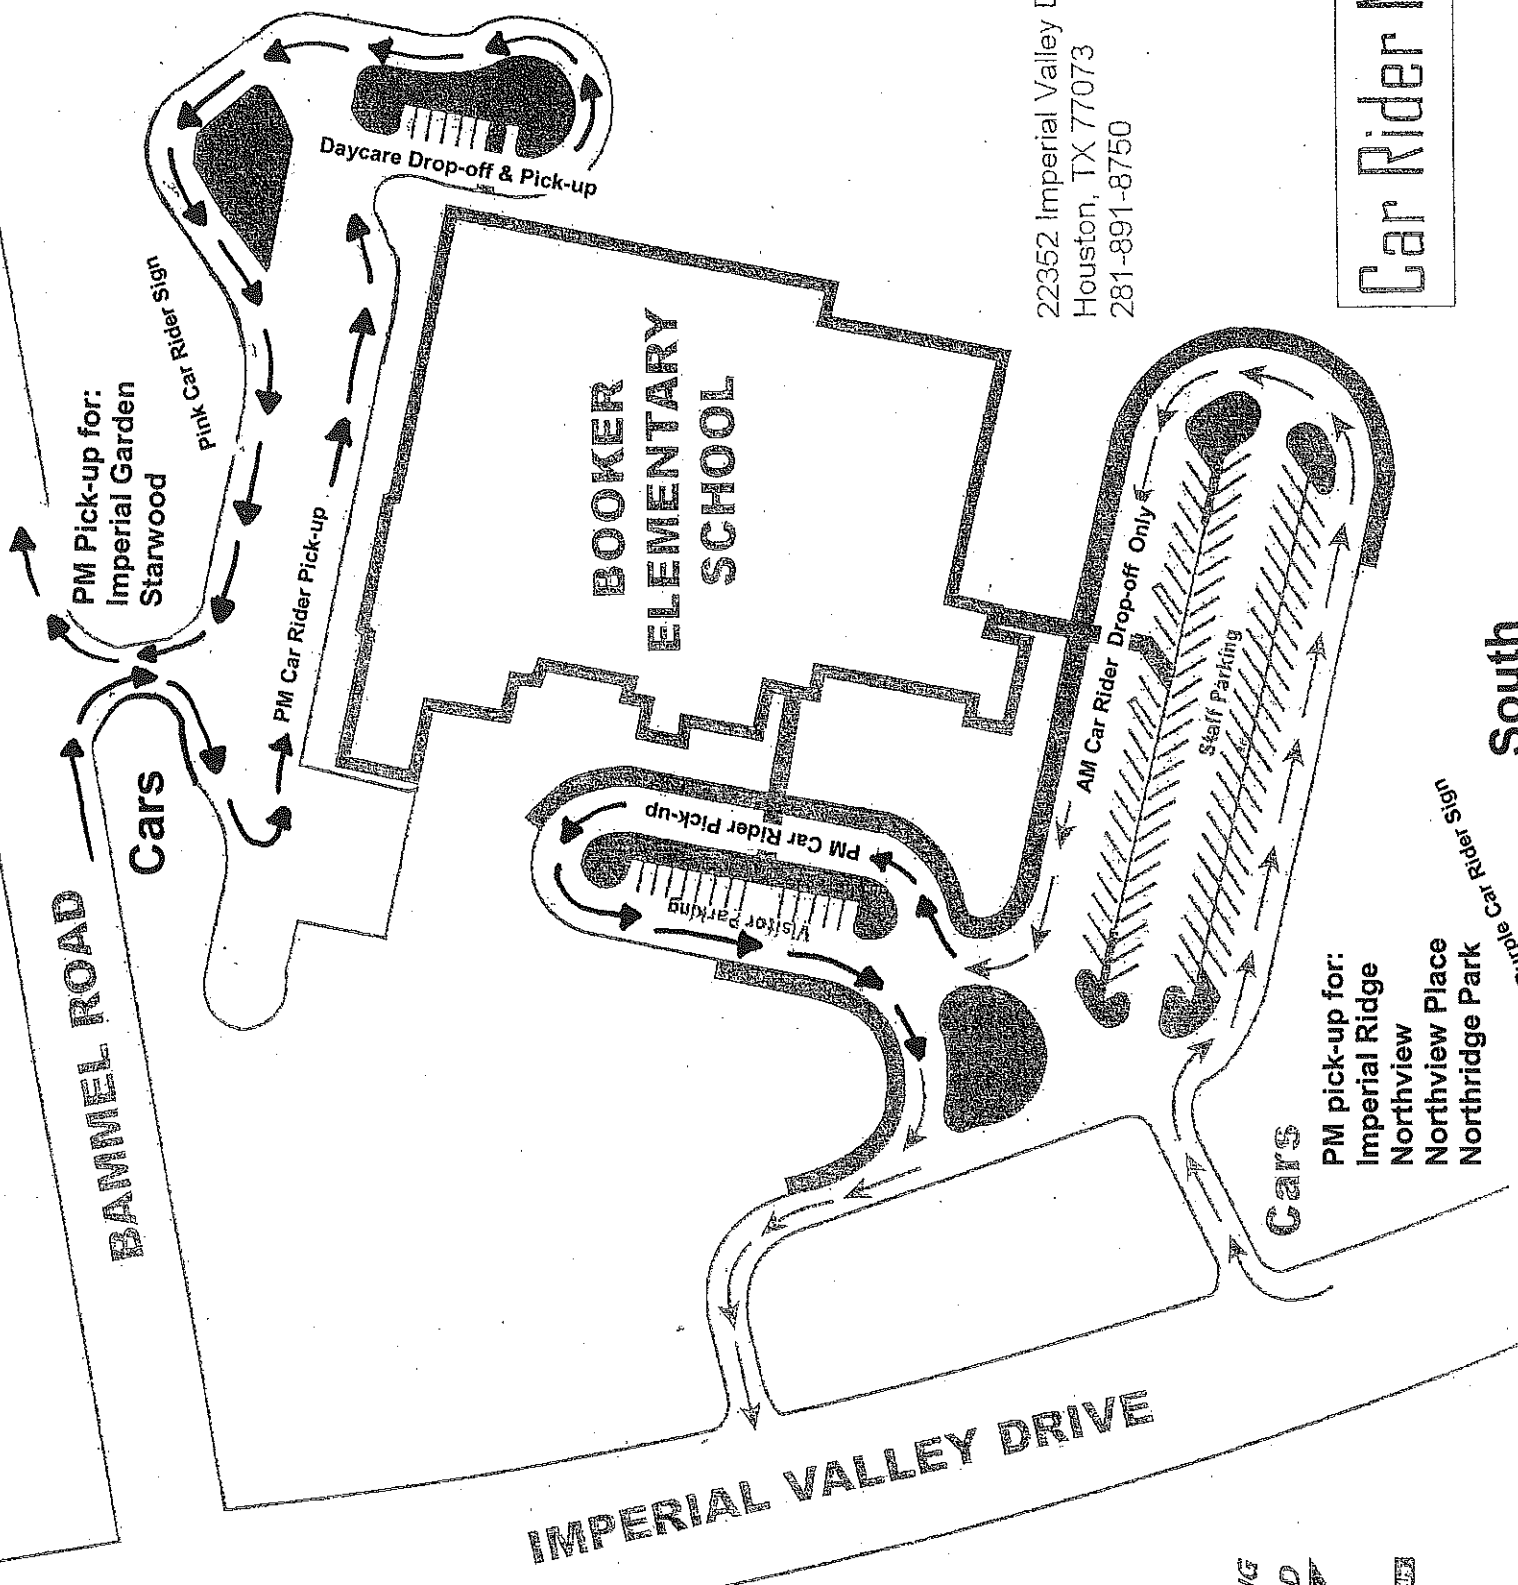 PM Pick-up for:
Imperial Garden
Starwood
Pink Car Rider Sign
Daycare Drop-off & Pick-up
PM Car Rider Pick-up
Cars
BAMMEL ROAD
BOOKER
ELEMENTARY
SCHOOL
22352 Imperial Valley
Houston, TX 77073
281-891-8750
Car Rider
PM Car Rider Pick-up
Visitor Parking
AM Car Rider Drop-off Only
Staff Parking
Cars
PM pick-up for:
Imperial Ridge
Northview
Northview Place
Northridge Park
Car Rider Sign
South
IMPERIAL VALLEY DRIVE